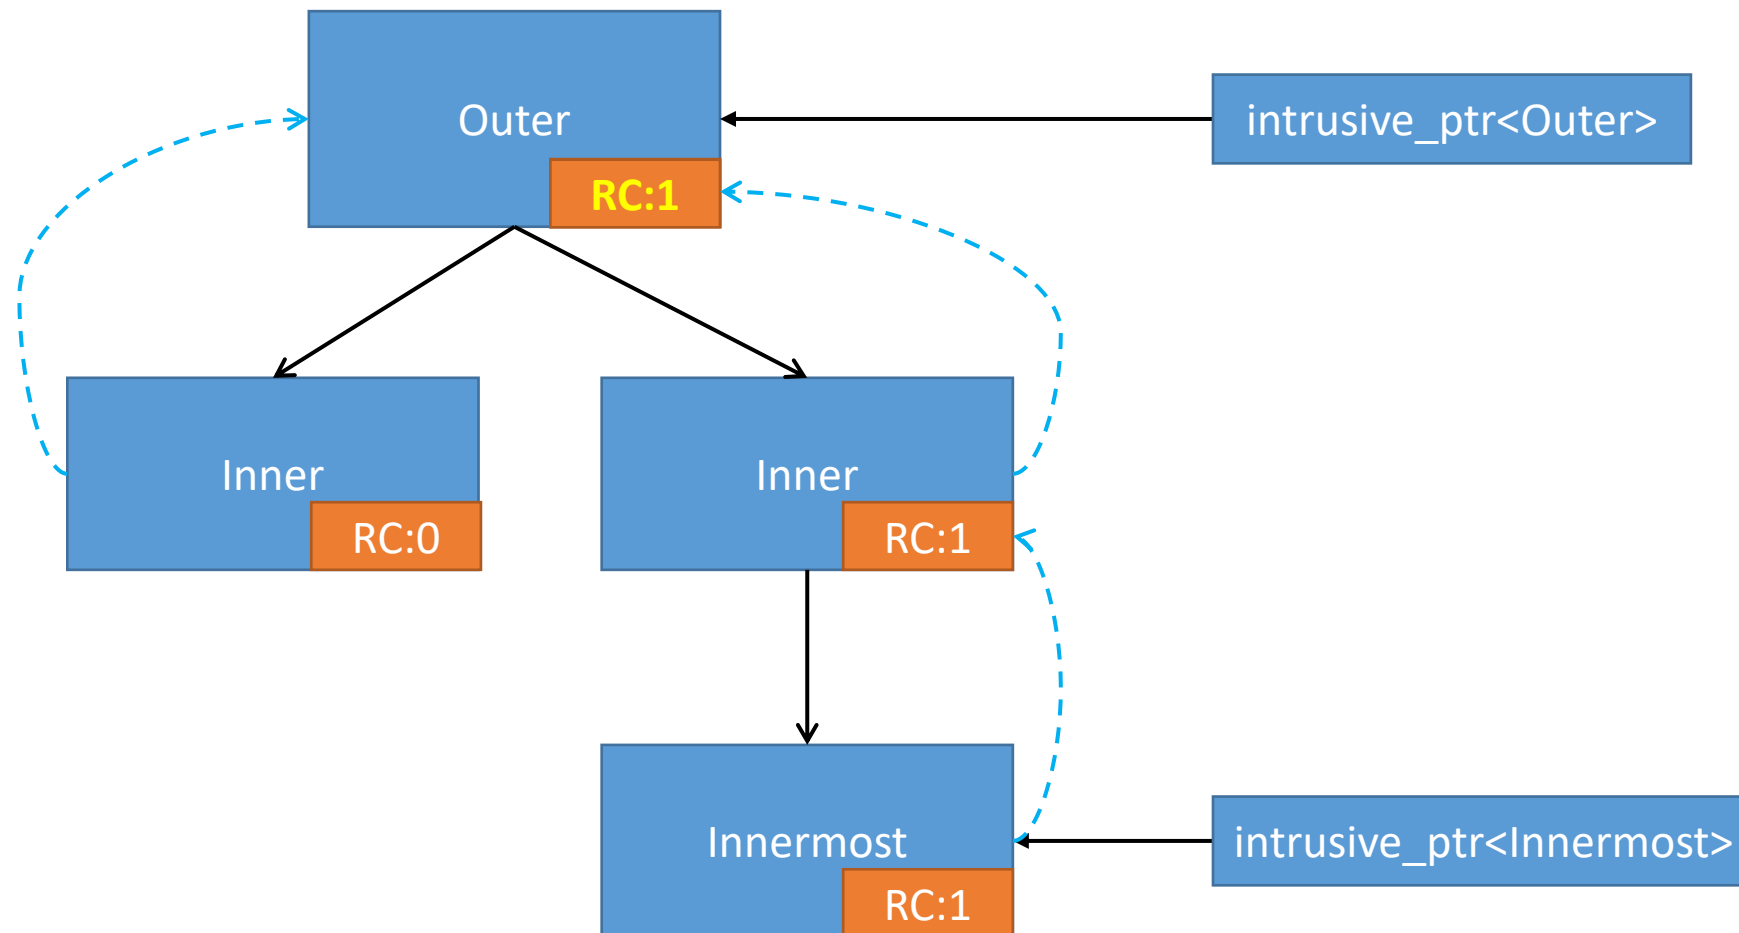 Outer
intrusive_ptr<Outer>
RC:1
Inner
Inner
RC:0
RC:1
Innermost
intrusive_ptr<Innermost>
RC:1